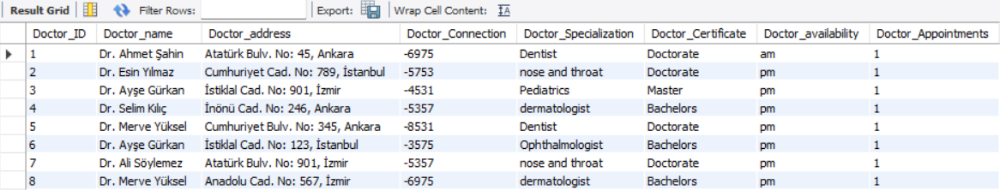 Result Grid Filter Rows: Export: Wrap Cell Content: IA
Doctor_ID Doctor_name Doctor_address Doctor_Connection Doctor_Specialization Doctor_Certificate Doctor_availability Doctor_Appointments
1 Dr. Ahmet Şahin Atatürk Bulv. No: 45, Ankara -6975 Dentist Doctorate am 1
2 Dr. Esin Yılmaz Cumhuriyet Cad. No: 789, İstanbul -5753 nose and throat Doctorate pm 1
3 Dr. Ayşe Gürkan İstiklal Cad. No: 901, İzmir -4531 Pediatrics Master pm 1
4 Dr. Selim Kılıç İnönü Cad. No: 246, Ankara -5357 dermatologist Bachelors pm 1
5 Dr. Merve Yüksel Cumhuriyet Bulv. No: 345, Ankara -8531 Dentist Doctorate pm 1
6 Dr. Ayşe Gürkan İstiklal Cad. No: 123, İstanbul -3575 Ophthalmologist Bachelors pm 1
7 Dr. Ali Söylemez Atatürk Bulv. No: 901, İzmir -5357 nose and throat Doctorate pm 1
8 Dr. Merve Yüksel Anadolu Cad. No: 567, İzmir -6975 dermatologist Bachelors pm 1